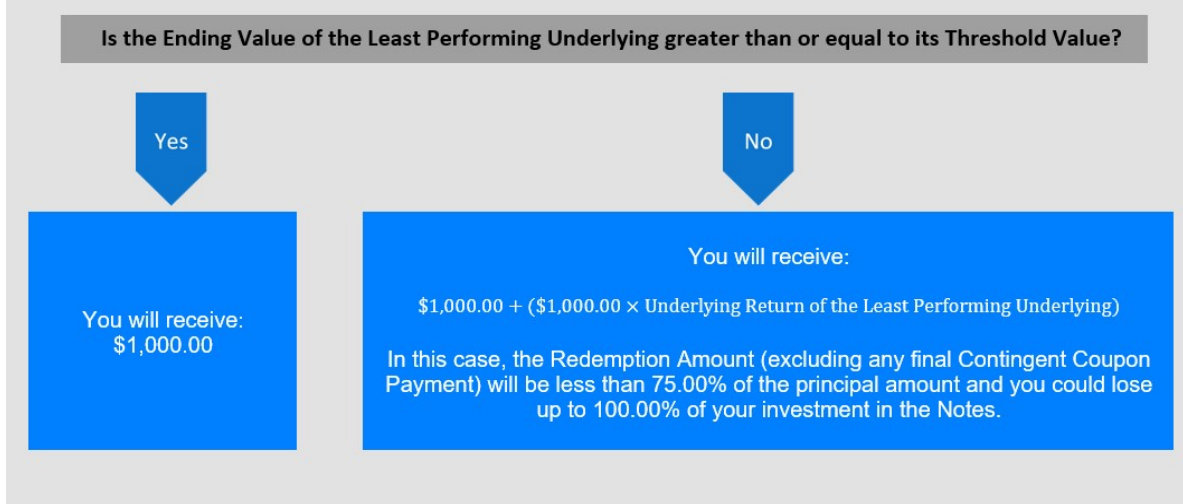 Is the Ending Value of the Least Performing Underlying greater than or equal to its Threshold Value?
Yes
No
You will receive:
$1,000.00
You will receive:
$1,000.00 + ($1,000.00 × Underlying Return of the Least Performing Underlying)
In this case, the Redemption Amount (excluding any final Contingent Coupon
Payment) will be less than 75.00% of the principal amount and you could lose
up to 100.00% of your investment in the Notes.